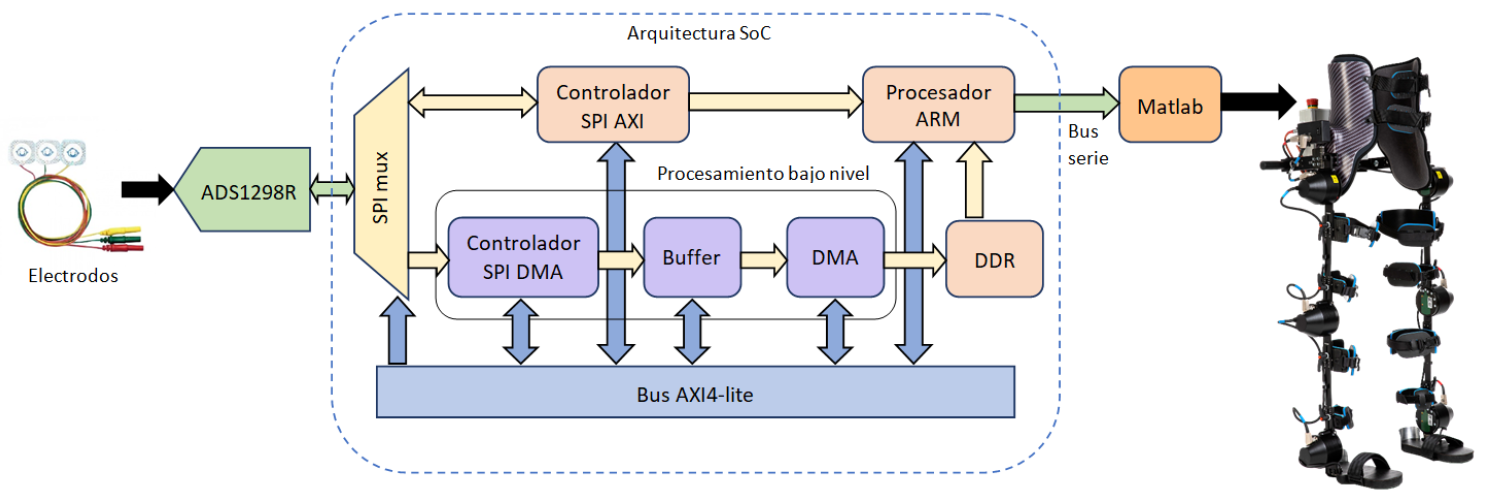 Arquitectura SoC
Controlador
SPI AXI
Procesador
ARM
Matlab
Bus
serie
ADS1298R
SPI mux
Electrodos
Procesamiento bajo nivel
Controlador
SPI DMA
Buffer
DMA
DDR
Bus AXI4-lite